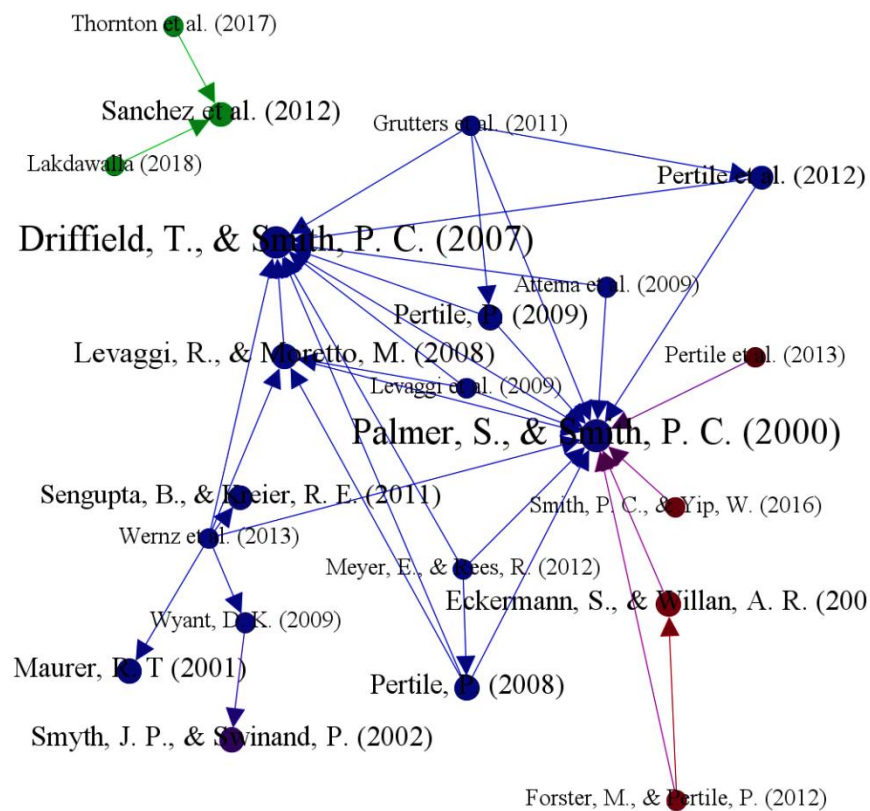 Thornton et al. (2017)
Sanchez et al. (2012)
Grutters et al. (2011)
Lakdawalla (2018)
Pertile et al. (2012)
Driffield, T., & Smith, P. C. (2007)
Attema et al. (2009)
Pertile, P. (2009)
Levaggi, R., & Moretto, M. (2008)
Pertile et al. (2013)
Levaggi et al. (2009)
Palmer, S., & Smith, P. C. (2000)
Sengupta, B., & Kreier, R. E. (2011)
Smith, P. C., & Yip, W. (2016)
Wernz et al. (2013)
Meyer, E., & Rees, R. (2012)
Eckermann, S., & Willan, A. R. (200
Wyant, D. K. (2009)
Maurer, R. T (2001)
Pertile, P. (2008)
Smyth, J. P., & Swinand, P. (2002)
Forster, M., & Pertile, P. (2012)